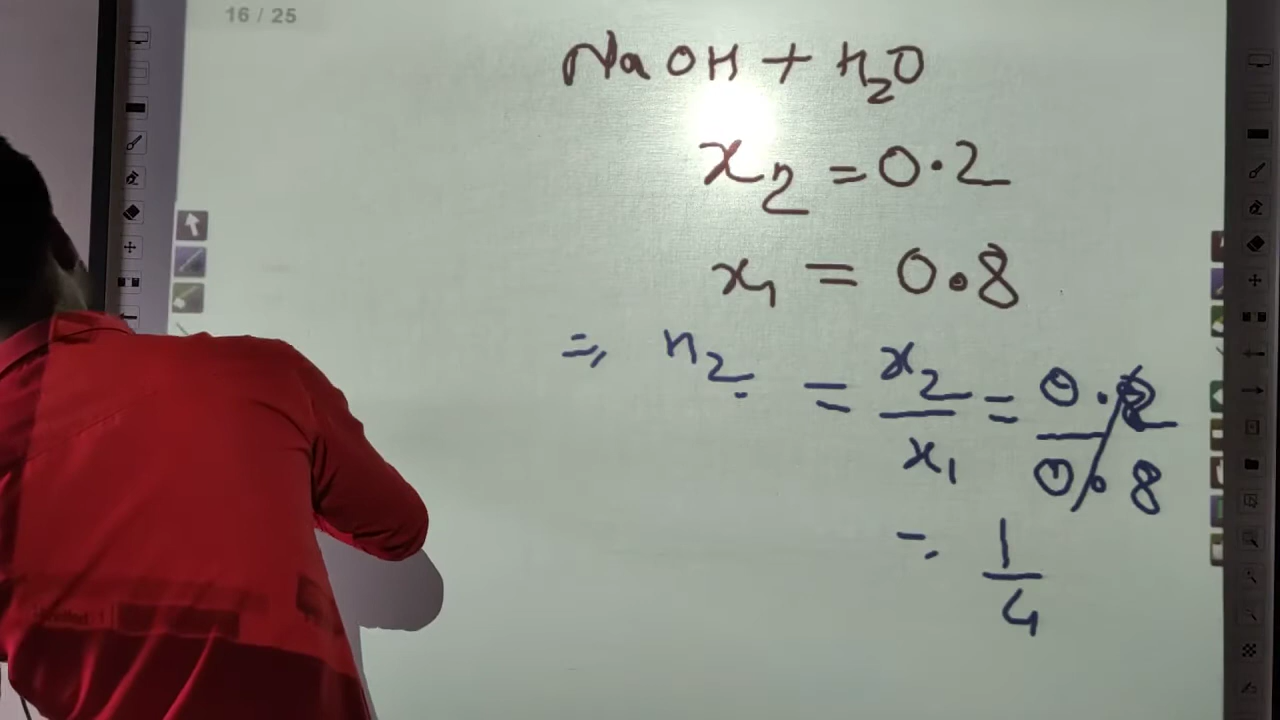 16 / 25
NaOH + H₂O
x₂ = 0.2
x₁ = 0.8
⇒ n₂ = x₂/x₁ = 0.2/0.8
= 1/4